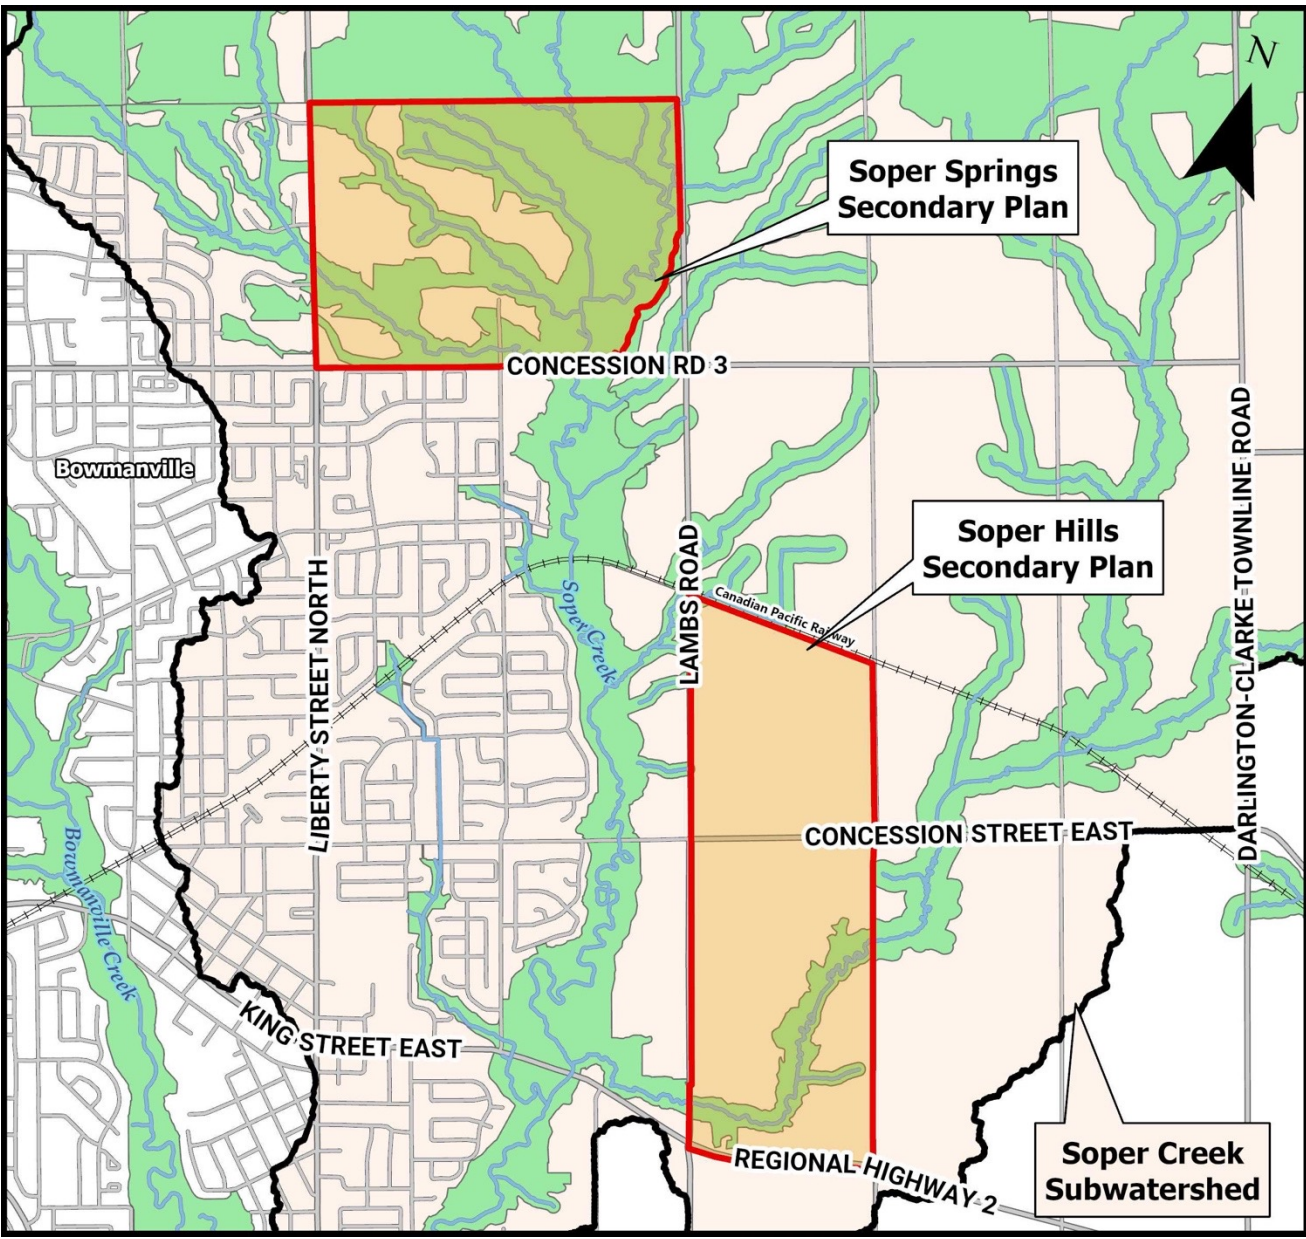 N
Soper Springs
Secondary Plan
CONCESSION RD 3
Bowmanville
DARLINGTON-CLARKE TOWNLINE ROAD
Soper Hills
Secondary Plan
LAMBS ROAD
LIBERTY STREET NORTH
Canadian Pacific Railway
Soper Creek
CONCESSION STREET EAST
Bowmanville Creek
KING STREET EAST
Soper Creek
Subwatershed
REGIONAL HIGHWAY 2